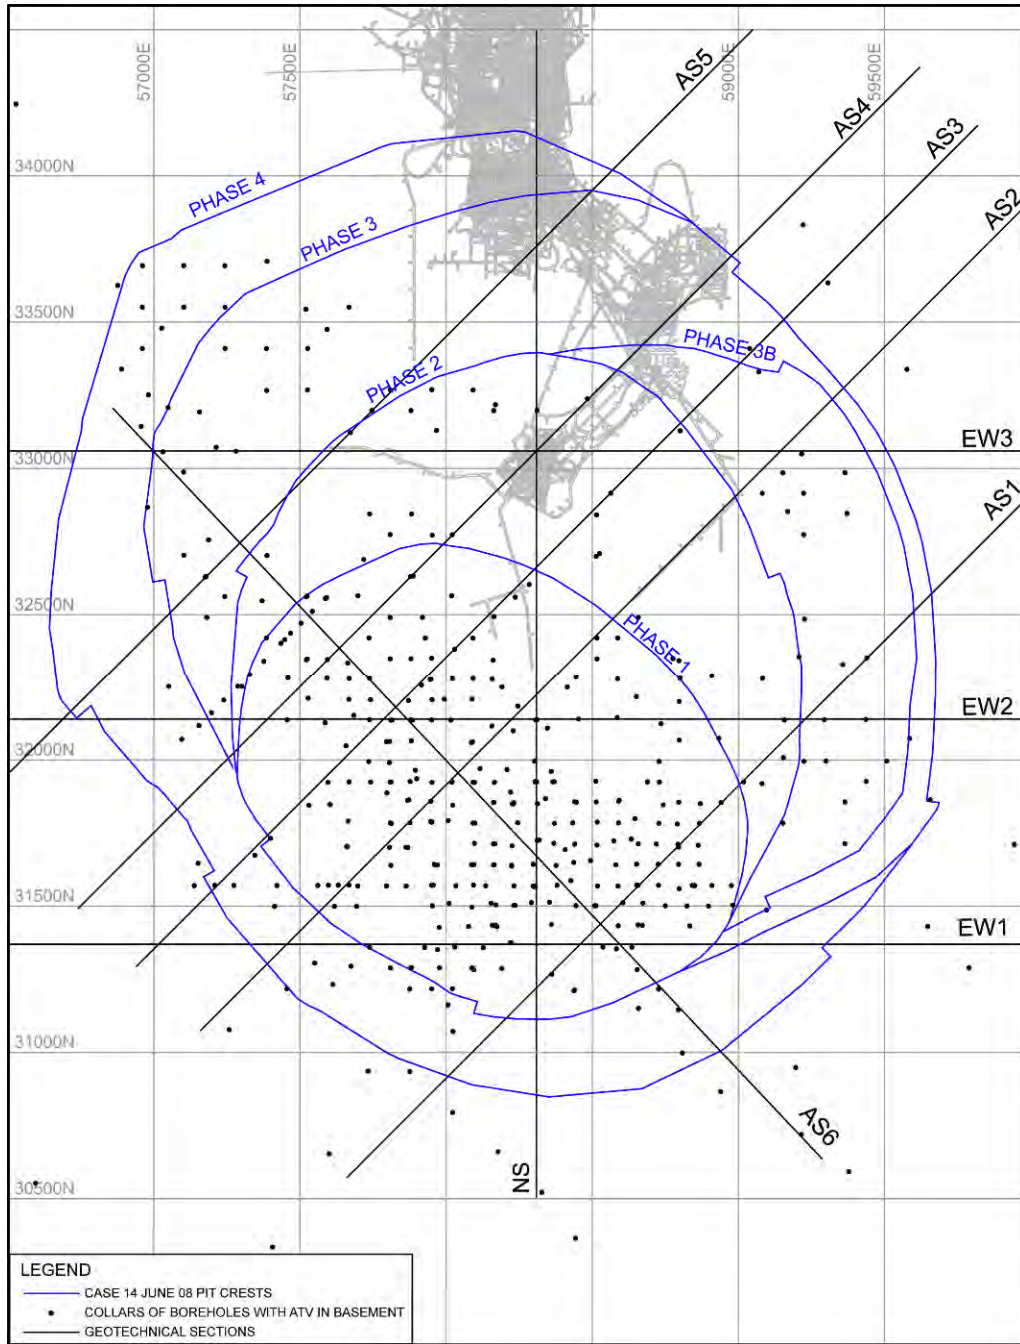 57000E
57500E
59000E
59500E
AS5
AS4
AS3
AS2
34000N
PHASE 4
PHASE 3
33500N
PHASE 3B
PHASE 2
33000N
EW3
AS1
32500N
PHASE 1
EW2
32000N
31500N
EW1
31000N
AS6
NS
30500N
LEGEND
CASE 14 JUNE 08 PIT CRESTS
COLLARS OF BOREHOLES WITH ATV IN BASEMENT
GEOTECHNICAL SECTIONS